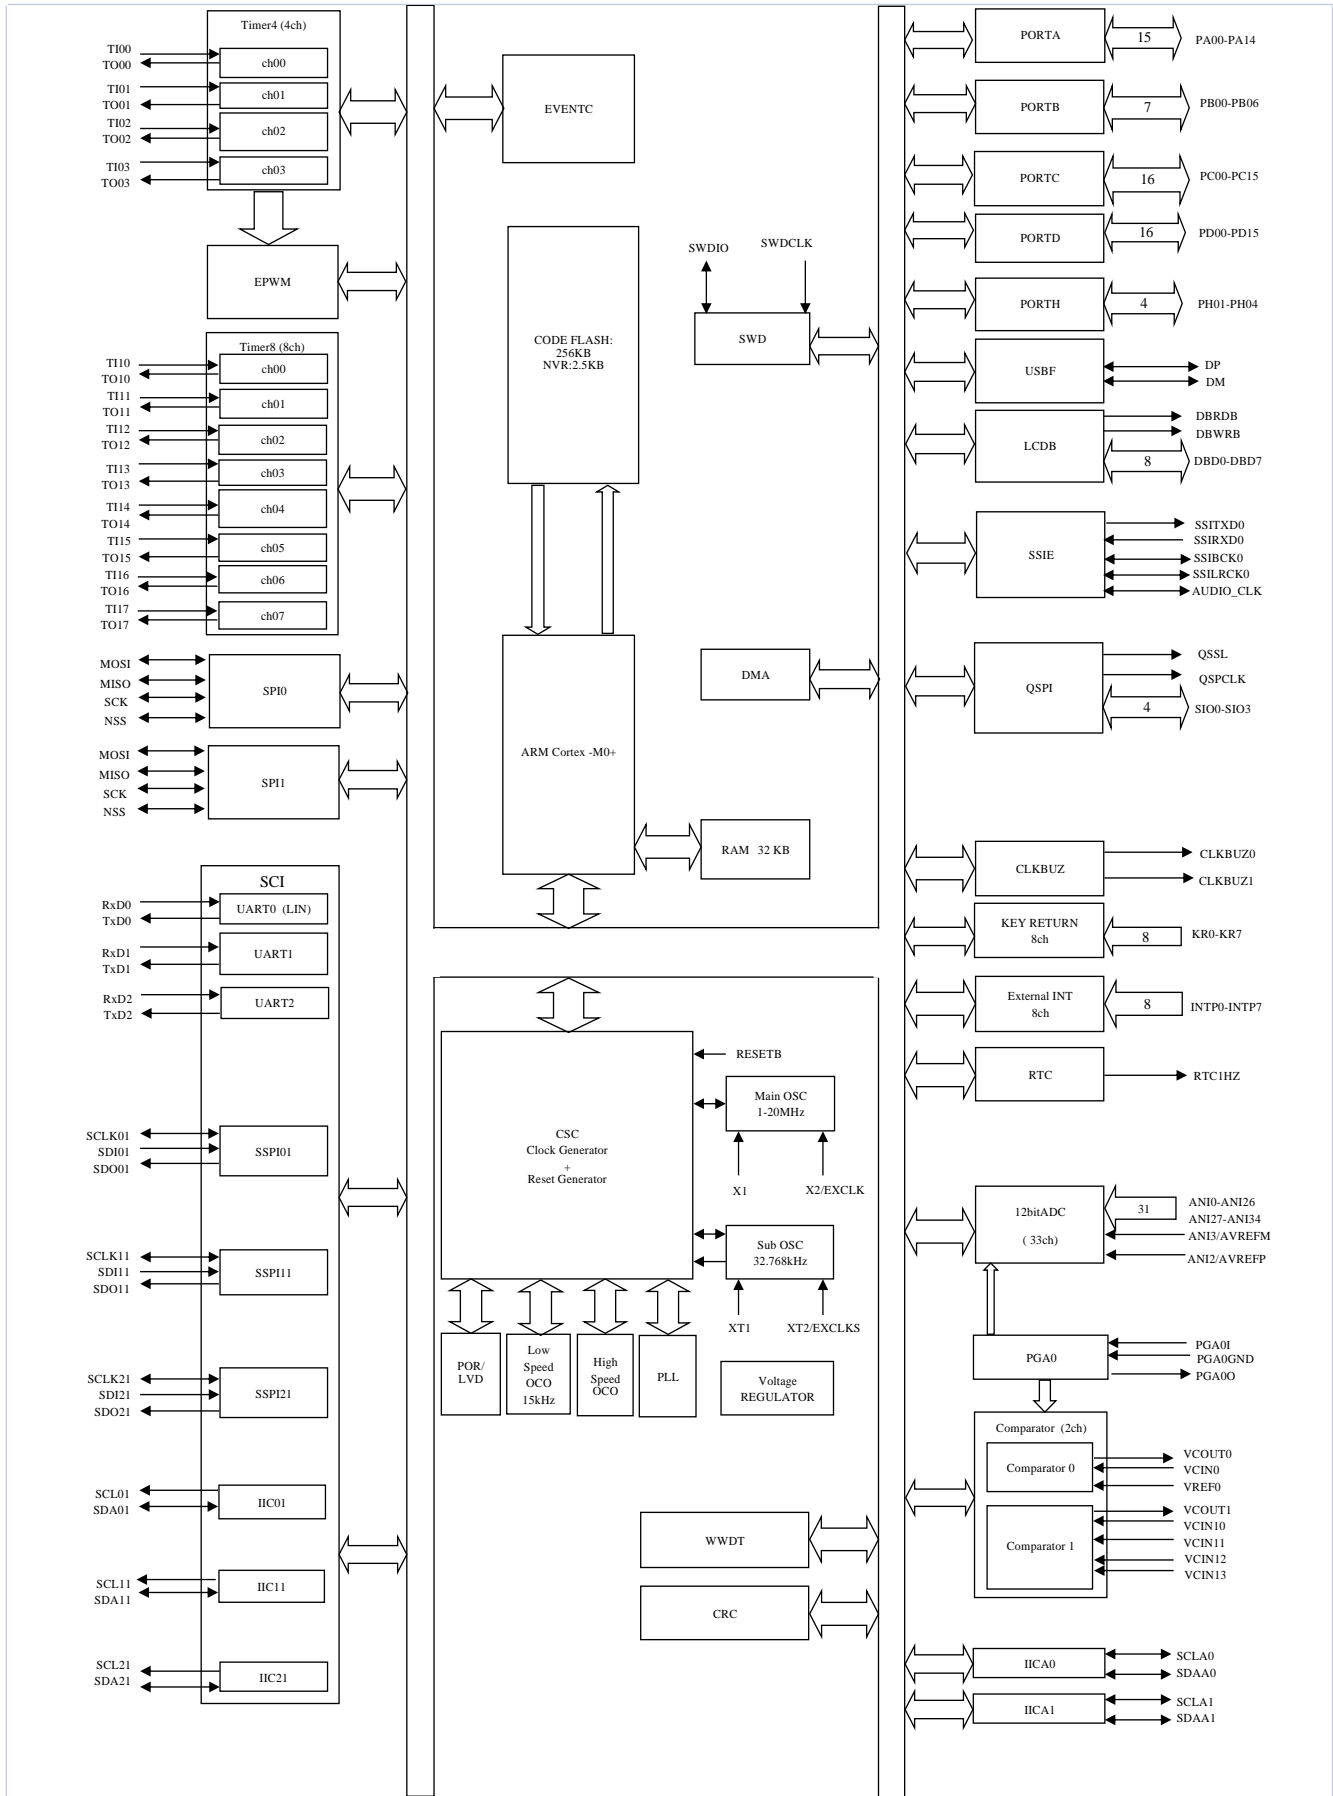 Timer4 (4ch)
TI00
TO00
ch00
TI01
TO01
ch01
TI02
TO02
ch02
TI03
TO03
ch03
EPWM
Timer8 (8ch)
TI10
TO10
ch00
TI11
TO11
ch01
TI12
TO12
ch02
TI13
TO13
ch03
TI14
TO14
ch04
TI15
TO15
ch05
TI16
TO16
ch06
TI17
TO17
ch07
MOSI
MISO
SCK
NSS
SPI0
MOSI
MISO
SCK
NSS
SPI1
SCI
RxD0
TxD0
UART0 (LIN)
RxD1
TxD1
UART1
RxD2
TxD2
UART2
SCLK01
SDI01
SDO01
SSPI01
SCLK11
SDI11
SDO11
SSPI11
SCLK21
SDI21
SDO21
SSPI21
SCL01
SDA01
IIC01
SCL11
SDA11
IIC11
SCL21
SDA21
IIC21
EVENTC
CODE FLASH:
256KB
NVR:2.5KB
SWDIO
SWDCLK
SWD
DMA
ARM Cortex -M0+
RAM 32 KB
CSC
Clock Generator
+
Reset Generator
RESETB
Main OSC
1-20MHz
X1
X2/EXCLK
Sub OSC
32.768kHz
XT1
XT2/EXCLKS
POR/
LVD
Low
Speed
OCO
15kHz
High
Speed
OCO
PLL
Voltage
REGULATOR
WWDT
CRC
PORTA
15
PA00-PA14
PORTB
7
PB00-PB06
PORTC
16
PC00-PC15
PORTD
16
PD00-PD15
PORTH
4
PH01-PH04
USBF
DP
DM
LCDB
DBRDB
DBWRB
8
DBD0-DBD7
SSIE
SSITXD0
SSIRXD0
SSIBCK0
SSILRCK0
AUDIO_CLK
QSPI
QSSL
QSPCLK
4
SIO0-SIO3
CLKBUZ
CLKBUZ0
CLKBUZ1
KEY RETURN
8ch
8
KR0-KR7
External INT
8ch
8
INTP0-INTP7
RTC
RTC1HZ
12bitADC
( 33ch)
31
ANI0-ANI26
ANI27-ANI34
ANI3/AVREFM
ANI2/AVREFP
PGA0
PGA0I
PGA0GND
PGA0O
Comparator (2ch)
Comparator 0
VCOUT0
VCIN0
VREF0
Comparator 1
VCOUT1
VCIN10
VCIN11
VCIN12
VCIN13
IICA0
SCLA0
SDAA0
IICA1
SCLA1
SDAA1